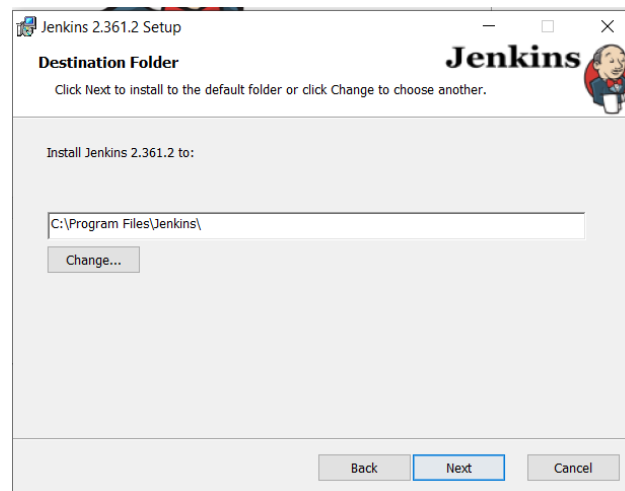 Jenkins 2.361.2 Setup
Destination Folder
Jenkins
Click Next to install to the default folder or click Change to choose another.
Install Jenkins 2.361.2 to:
C:\Program Files\Jenkins\
Change...
Back Next Cancel